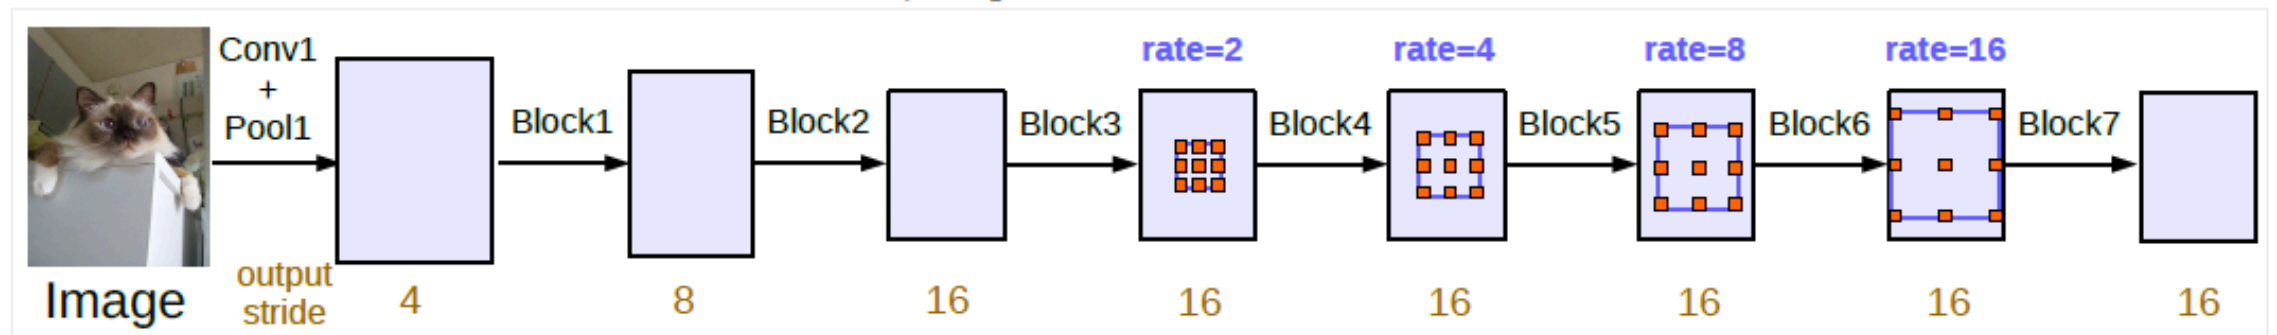 Conv1
+
Pool1
Block1
Block2
Block3
rate=2
Block4
rate=4
Block5
rate=8
Block6
rate=16
Block7
Image
output
stride
4
8
16
16
16
16
16
16